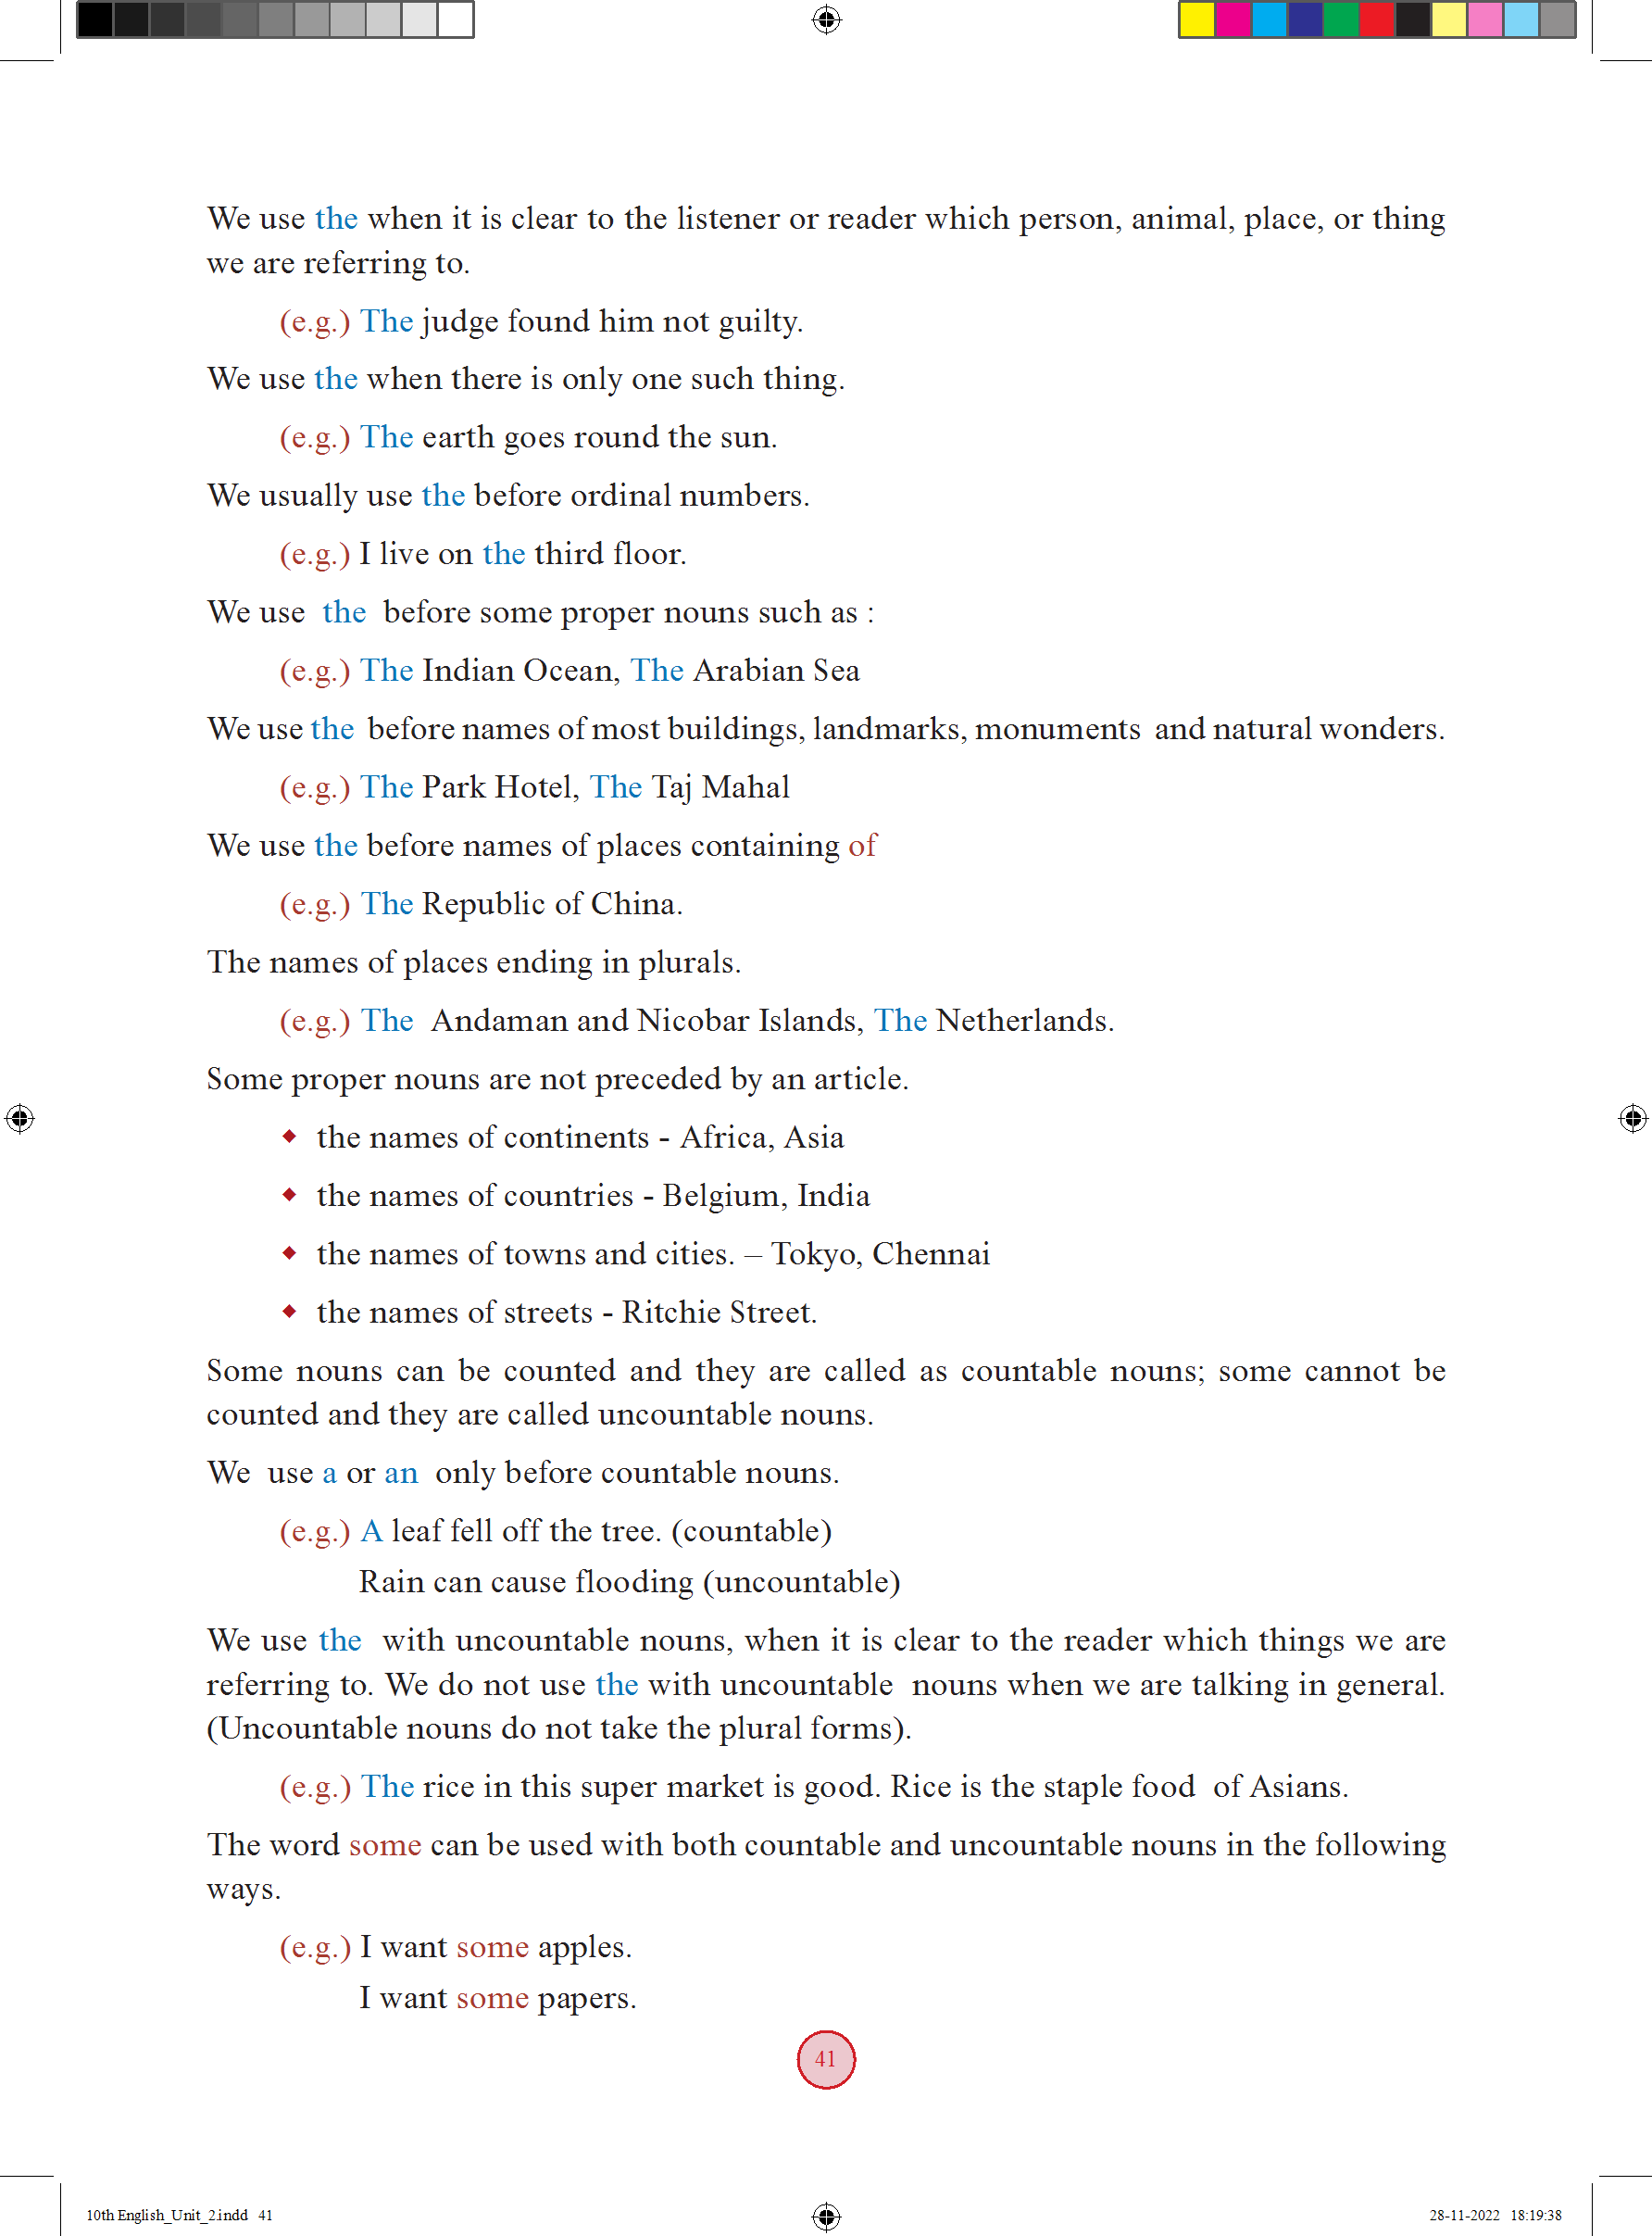 We use the when it is clear to the listener or reader which person, animal, place, or thing
we are referring to.
(e.g.) The judge found him not guilty.
We use the when there is only one such thing.
(e.g.) The earth goes round the sun.
We usually use the before ordinal numbers.
(e.g.) I live on the third floor.
We use the before some proper nouns such as :
(e.g.) The Indian Ocean, The Arabian Sea
We use the before names of most buildings, landmarks, monuments and natural wonders.
(e.g.) The Park Hotel, The Taj Mahal
We use the before names of places containing of
(e.g.) The Republic of China.
The names of places ending in plurals.
(e.g.) The Andaman and Nicobar Islands, The Netherlands.
Some proper nouns are not preceded by an article.
◆ the names of continents - Africa, Asia
◆ the names of countries - Belgium, India
◆ the names of towns and cities. – Tokyo, Chennai
◆ the names of streets - Ritchie Street.
Some nouns can be counted and they are called as countable nouns; some cannot be
counted and they are called uncountable nouns.
We use a or an only before countable nouns.
(e.g.) A leaf fell off the tree. (countable)
Rain can cause flooding (uncountable)
We use the with uncountable nouns, when it is clear to the reader which things we are
referring to. We do not use the with uncountable nouns when we are talking in general.
(Uncountable nouns do not take the plural forms).
(e.g.) The rice in this super market is good. Rice is the staple food of Asians.
The word some can be used with both countable and uncountable nouns in the following
ways.
(e.g.) I want some apples.
I want some papers.
41
10th English_Unit_2.indd 41 28-11-2022 18:19:38